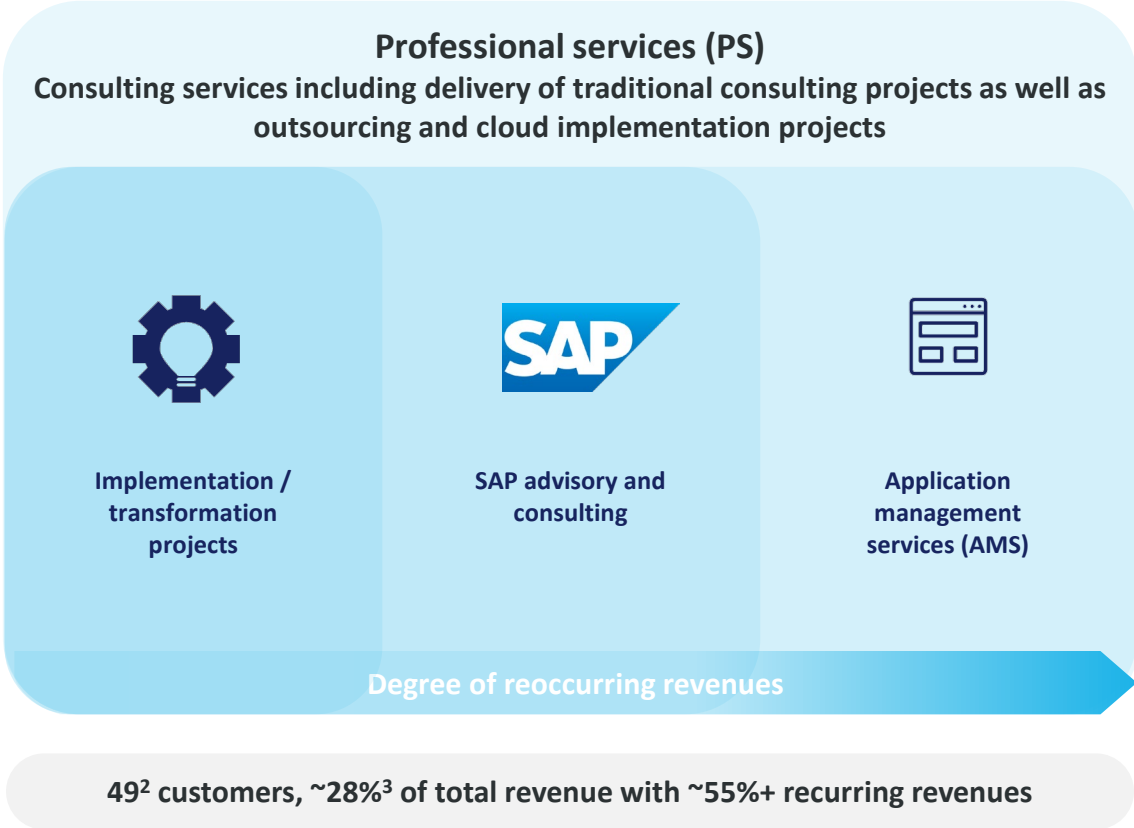 Professional services (PS)
Consulting services including delivery of traditional consulting projects as well as
outsourcing and cloud implementation projects
SAP
Implementation /
transformation
projects
SAP advisory and
consulting
Application
management
services (AMS)
Degree of reoccurring revenues
49² customers, ~28%³ of total revenue with ~55%+ recurring revenues